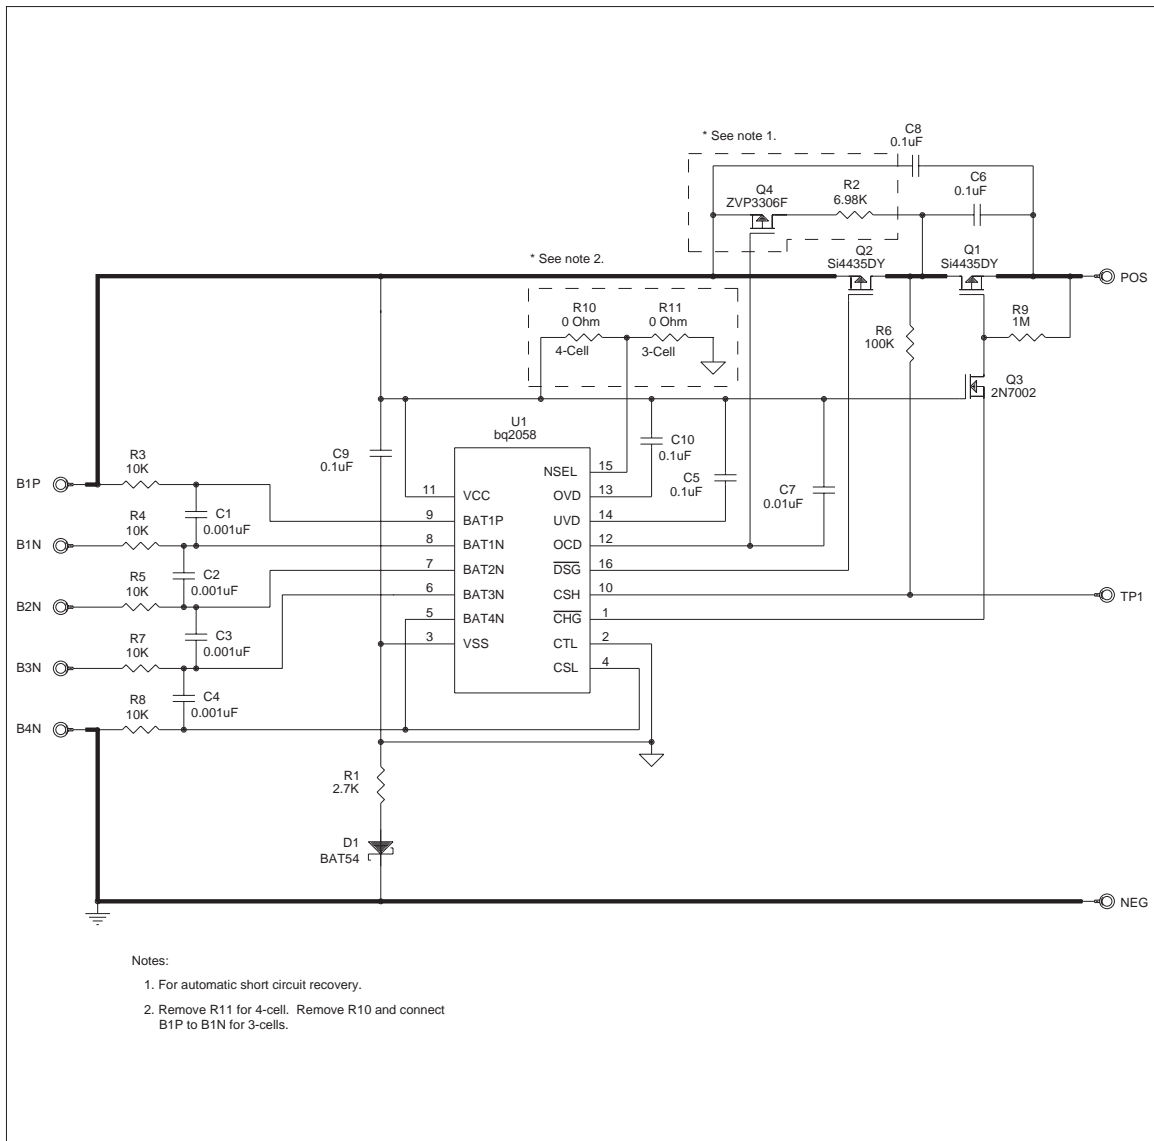 C8
0.1uF
* See note 1.
C6
0.1uF
Q4
ZVP3306F
R2
6.98K
Q2
Si4435DY
Q1
Si4435DY
* See note 2.
POS
R10
0 Ohm
4-Cell
R11
0 Ohm
3-Cell
R6
100K
R9
1M
Q3
2N7002
U1
bq2058
C9
0.1uF
C10
0.1uF
C5
0.1uF
C7
0.01uF
B1P
R3
10K
C1
0.001uF
B1N
R4
10K
C2
0.001uF
B2N
R5
10K
C3
0.001uF
B3N
R7
10K
C4
0.001uF
B4N
R8
10K
NSEL 15
11 VCC OVD 13
9 BAT1P UVD 14
8 BAT1N OCD 12
7 BAT2N DSG 16
6 BAT3N CSH 10
5 BAT4N CHG 1
3 VSS CTL 2
CSL 4
TP1
R1
2.7K
D1
BAT54
NEG
Notes:
1. For automatic short circuit recovery.
2. Remove R11 for 4-cell. Remove R10 and connect
B1P to B1N for 3-cells.